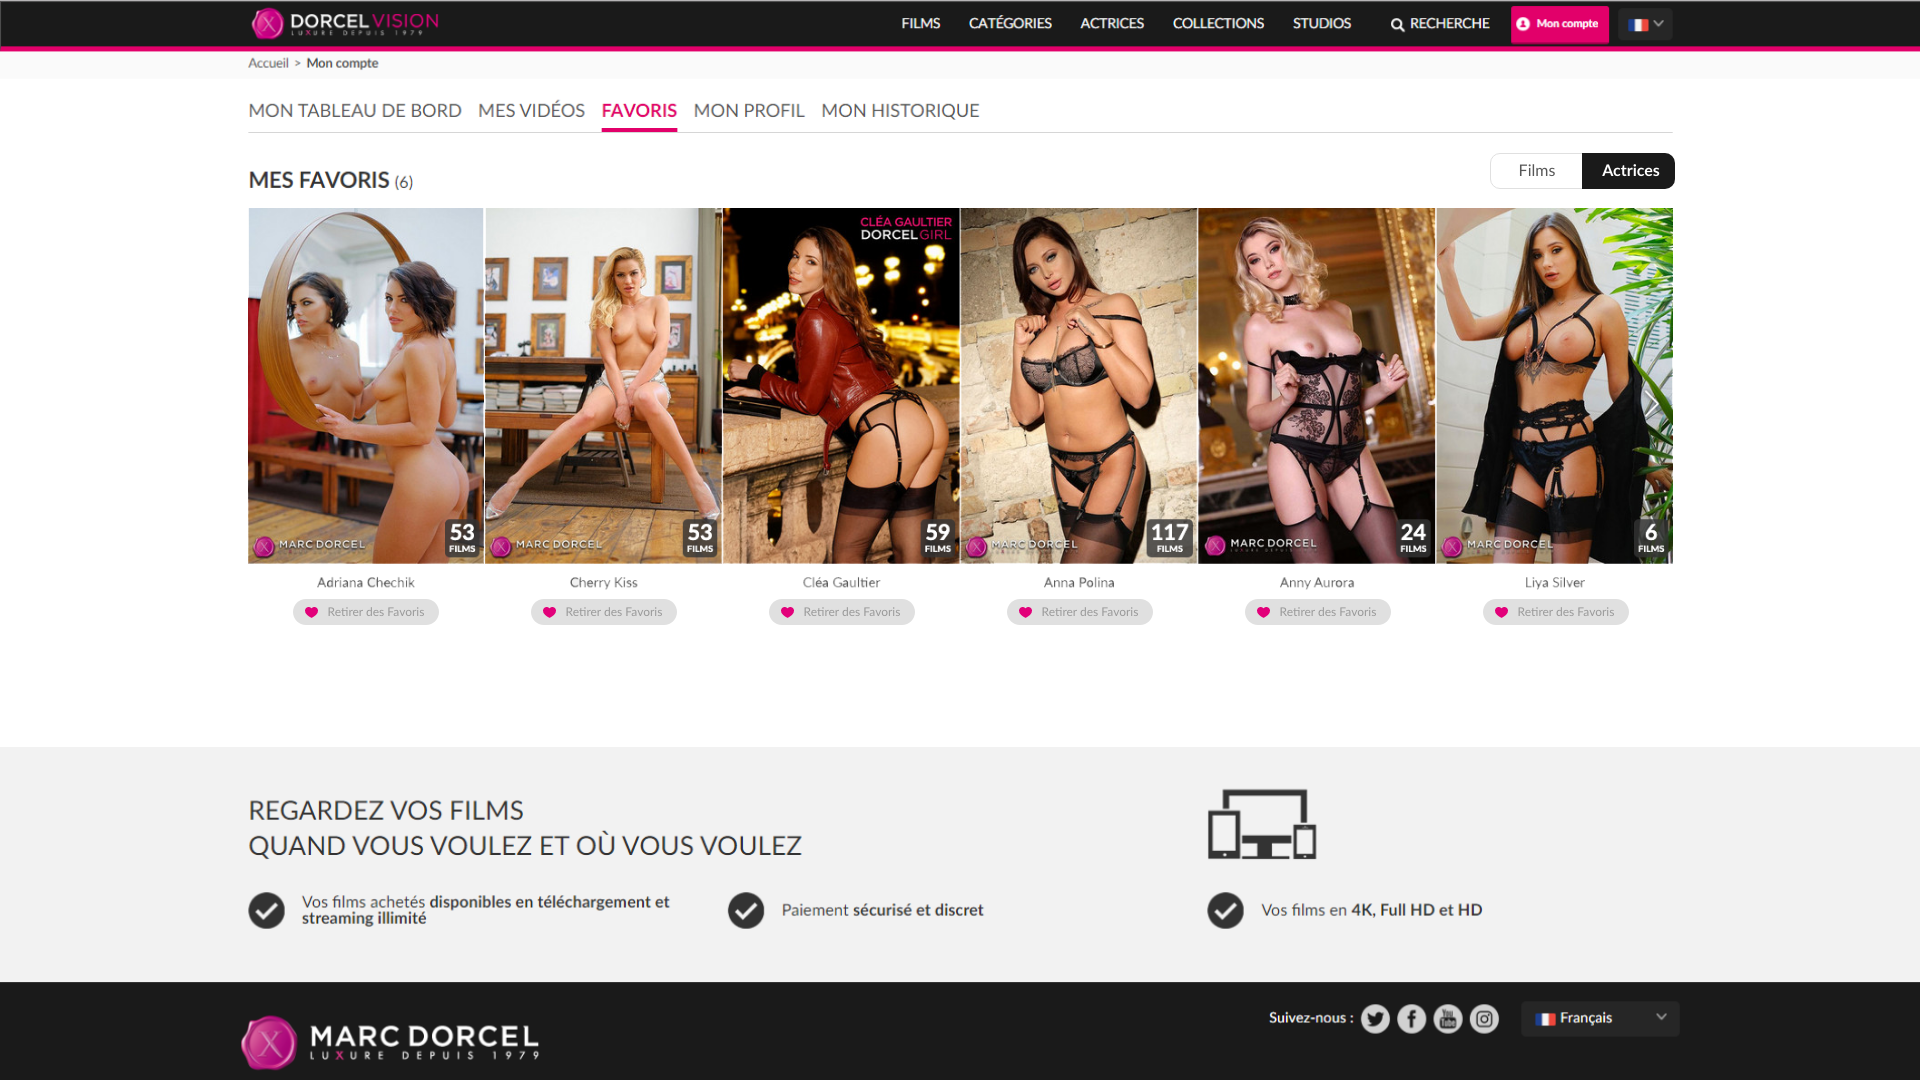 DORCEL VISION
LUXURE DEPUIS 1979
FILMS
CATÉGORIES
ACTRICES
COLLECTIONS
STUDIOS
RECHERCHE
Mon compte
Accueil > Mon compte
MON TABLEAU DE BORD
MES VIDÉOS
FAVORIS
MON PROFIL
MON HISTORIQUE
MES FAVORIS (6)
Films
Actrices
CLÉA GAULTIER
DORCELGIRL
MARC DORCEL
53
FILMS
MARC DORCEL
53
FILMS
59
FILMS
MARC DORCEL
117
FILMS
MARC DORCEL
24
FILMS
MARC DORCEL
6
FILMS
Adriana Chechik
Cherry Kiss
Cléa Gaultier
Anna Polina
Anny Aurora
Liya Silver
Retirer des Favoris
Retirer des Favoris
Retirer des Favoris
Retirer des Favoris
Retirer des Favoris
Retirer des Favoris
REGARDEZ VOS FILMS
QUAND VOUS VOULEZ ET OÙ VOUS VOULEZ
Vos films achetés disponibles en téléchargement et
streaming illimité
Paiement sécurisé et discret
Vos films en 4K, Full HD et HD
MARC DORCEL
LUXURE DEPUIS 1979
Suivez-nous :
You
Tube
Français